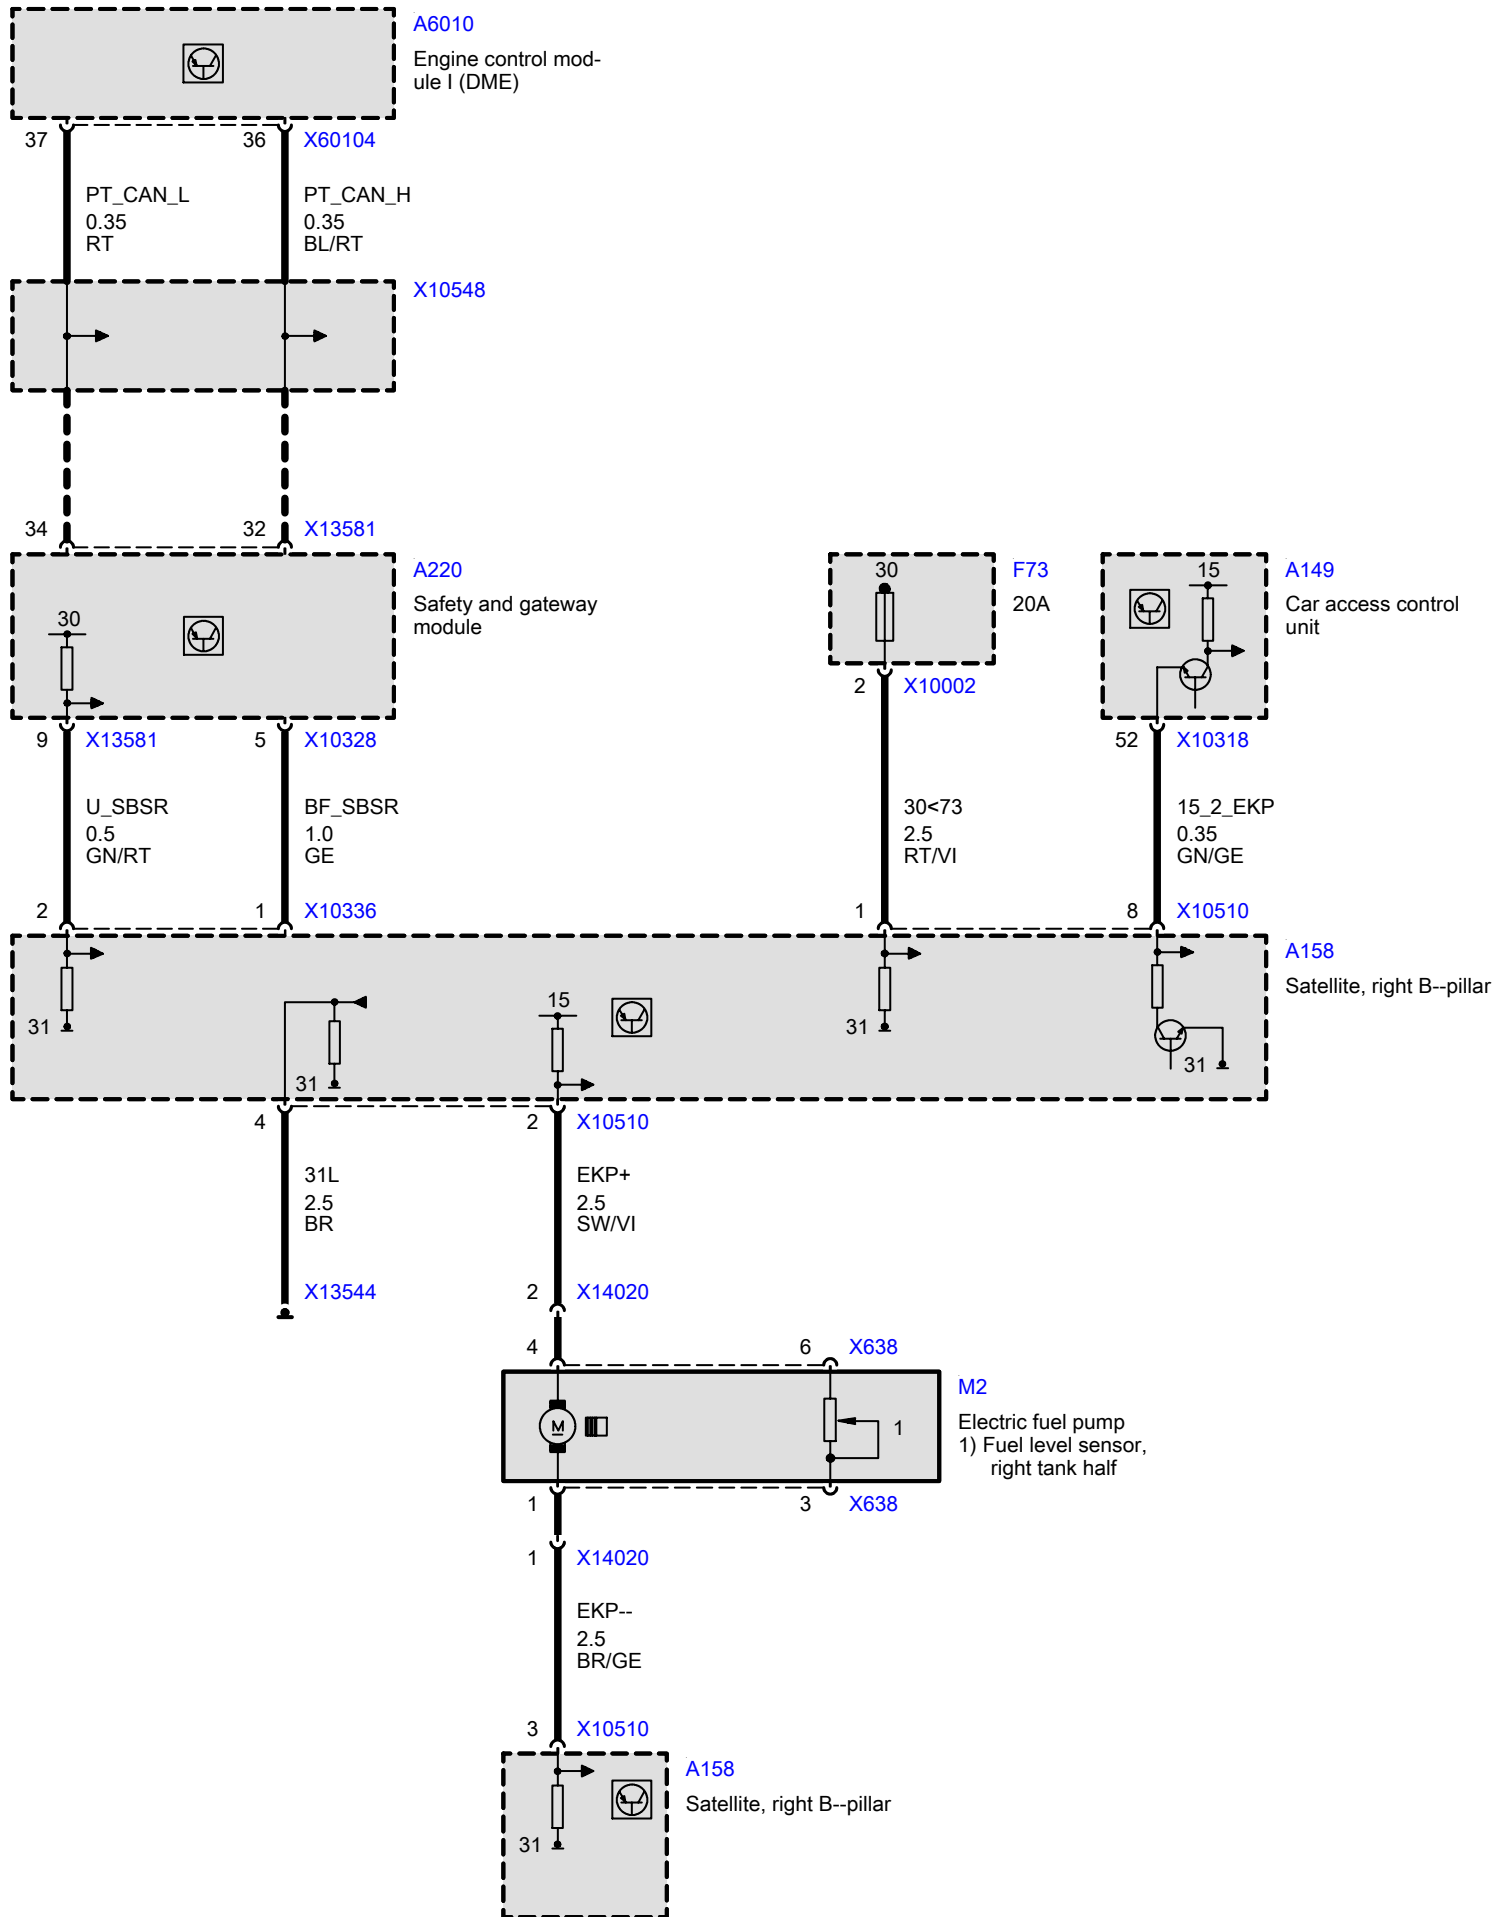 A6010
Engine control mod-
ule I (DME)
37
36
X60104
PT_CAN_L
0.35
RT
PT_CAN_H
0.35
BL/RT
X10548
34
32
X13581
A220
Safety and gateway
module
30
30
F73
20A
15
A149
Car access control
unit
9
X13581
5
X10328
2
X10002
52
X10318
U_SBSR
0.5
GN/RT
BF_SBSR
1.0
GE
30<73
2.5
RT/VI
15_2_EKP
0.35
GN/GE
2
1
X10336
1
8
X10510
A158
Satellite, right B--pillar
31
31
15
31
31
4
2
X10510
31L
2.5
BR
EKP+
2.5
SW/VI
X13544
2
X14020
4
6
X638
M
1
M2
Electric fuel pump
1) Fuel level sensor,
right tank half
1
3
X638
1
X14020
EKP--
2.5
BR/GE
3
X10510
A158
Satellite, right B--pillar
31